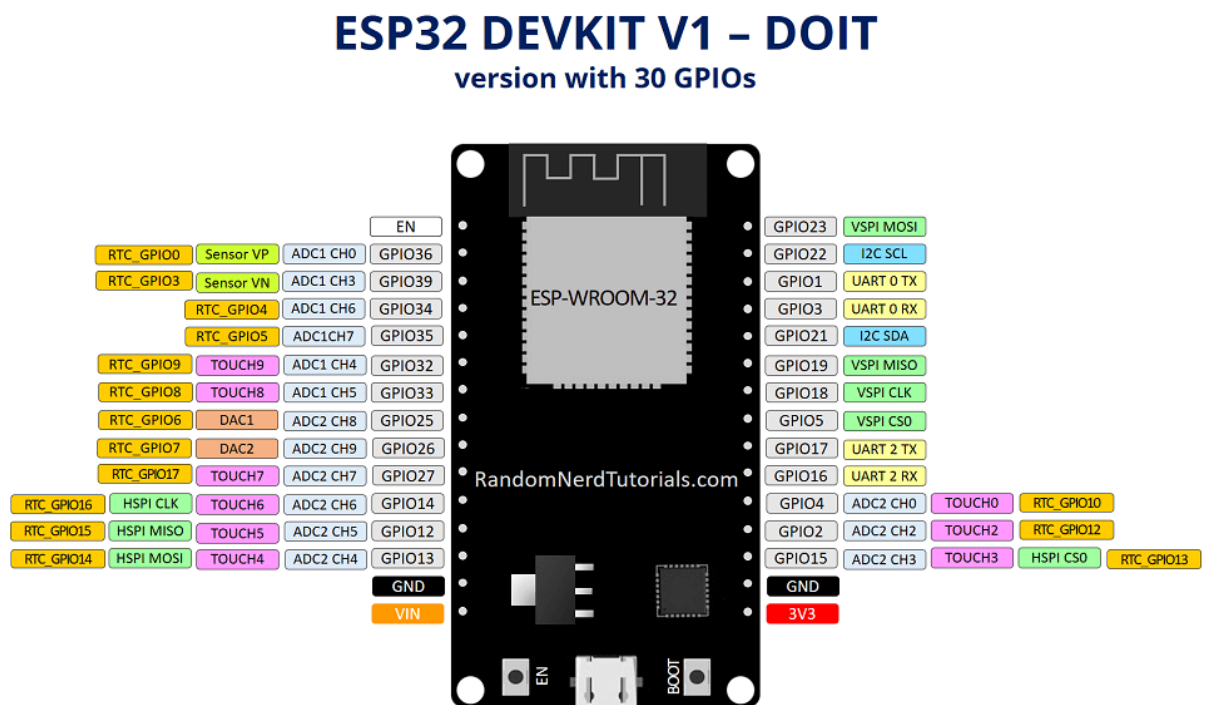 ESP32 DEVKIT V1 – DOIT
version with 30 GPIOs
EN GPIO23 VSPI MOSI
RTC_GPIO0 Sensor VP ADC1 CH0 GPIO36 GPIO22 I2C SCL
RTC_GPIO3 Sensor VN ADC1 CH3 GPIO39 GPIO1 UART 0 TX
RTC_GPIO4 ADC1 CH6 GPIO34 GPIO3 UART 0 RX
RTC_GPIO5 ADC1CH7 GPIO35 GPIO21 I2C SDA
RTC_GPIO9 TOUCH9 ADC1 CH4 GPIO32 GPIO19 VSPI MISO
RTC_GPIO8 TOUCH8 ADC1 CH5 GPIO33 GPIO18 VSPI CLK
RTC_GPIO6 DAC1 ADC2 CH8 GPIO25 GPIO5 VSPI CS0
RTC_GPIO7 DAC2 ADC2 CH9 GPIO26 GPIO17 UART 2 TX
RTC_GPIO17 TOUCH7 ADC2 CH7 GPIO27 GPIO16 UART 2 RX
RTC_GPIO16 HSPI CLK TOUCH6 ADC2 CH6 GPIO14 GPIO4 ADC2 CH0 TOUCH0 RTC_GPIO10
RTC_GPIO15 HSPI MISO TOUCH5 ADC2 CH5 GPIO12 GPIO2 ADC2 CH2 TOUCH2 RTC_GPIO12
RTC_GPIO14 HSPI MOSI TOUCH4 ADC2 CH4 GPIO13 GPIO15 ADC2 CH3 TOUCH3 HSPI CS0 RTC_GPIO13
GND GND
VIN 3V3
ESP-WROOM-32
RandomNerdTutorials.com
EN BOOT